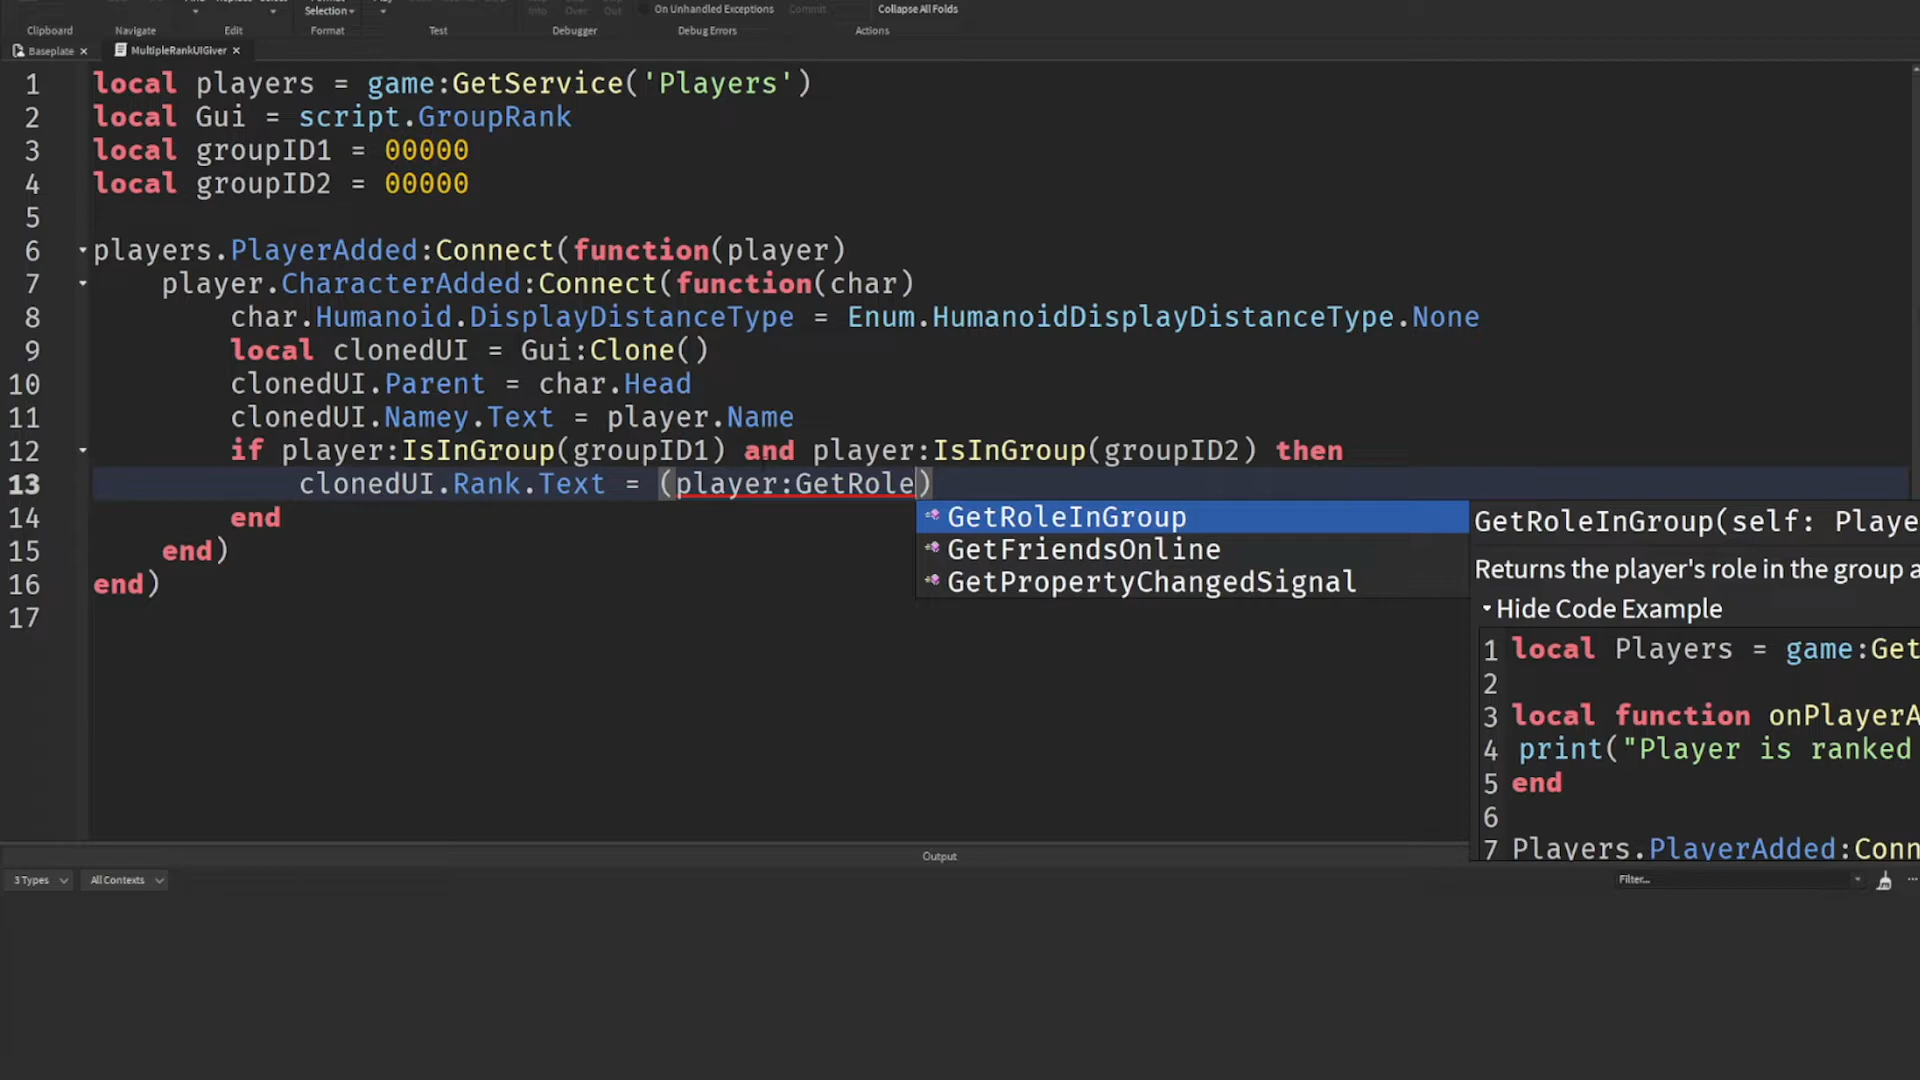 Selection
On Unhandled Exceptions
Commit
Collapse All Folds
Clipboard
Navigate
Edit
Format
Test
Debugger
Debug Errors
Actions
Baseplate ×
MultipleRankUIGiver ×
1 local players = game:GetService('Players')
2 local Gui = script.GroupRank
3 local groupID1 = 00000
4 local groupID2 = 00000
5
6 players.PlayerAdded:Connect(function(player)
7 player.CharacterAdded:Connect(function(char)
8 char.Humanoid.DisplayDistanceType = Enum.HumanoidDisplayDistanceType.None
9 local clonedUI = Gui:Clone()
10 clonedUI.Parent = char.Head
11 clonedUI.Namey.Text = player.Name
12 if player:IsInGroup(groupID1) and player:IsInGroup(groupID2) then
13 clonedUI.Rank.Text = (player:GetRole)
14 end
15 end)
16 end)
17
GetRoleInGroup
GetFriendsOnline
GetPropertyChangedSignal
GetRoleInGroup(self: Playe
Returns the player's role in the group a
Hide Code Example
1 local Players = game:Get
2
3 local function onPlayerA
4 print("Player is ranked
5 end
6
7 Players.PlayerAdded:Conn
Output
3 Types
All Contexts
Filter...